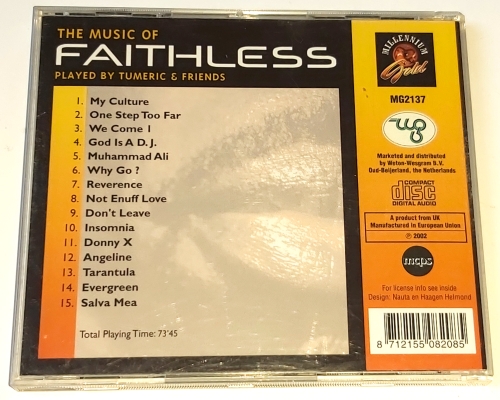 THE MUSIC OF
FAITHLESS
PLAYED BY TUMERIC & FRIENDS
1. My Culture
2. One Step Too Far
3. We Come 1
4. God Is A D. J.
5. Muhammad Ali
6. Why Go ?
7. Reverence
8. Not Enuff Love
9. Don't Leave
10. Insomnia
11. Donny X
12. Angeline
13. Tarantula
14. Evergreen
15. Salva Mea
Total Playing Time: 73'45
MILLENNIUM
Gold
MG2137
Marketed and distributed
by Weton-Wesgram B.V.
Oud-Beijerland, the Netherlands
COMPACT
disc
DIGITAL AUDIO
A product from UK
Manufactured in European Union
℗ 2002
mcps
For license info see inside
Design: Nauta en Haagen Helmond
8 712155 082085